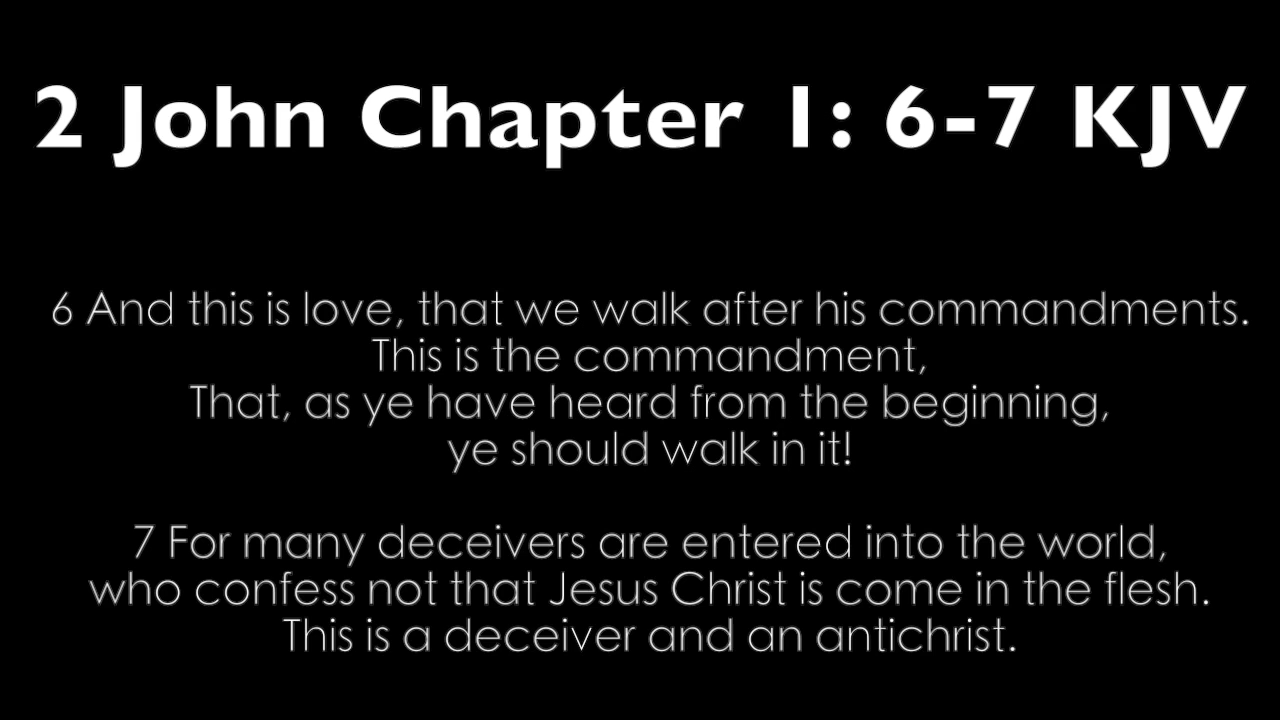 2 John Chapter 1: 6-7 KJV
6 And this is love, that we walk after his commandments.
This is the commandment,
That, as ye have heard from the beginning,
ye should walk in it!
7 For many deceivers are entered into the world,
who confess not that Jesus Christ is come in the flesh.
This is a deceiver and an antichrist.